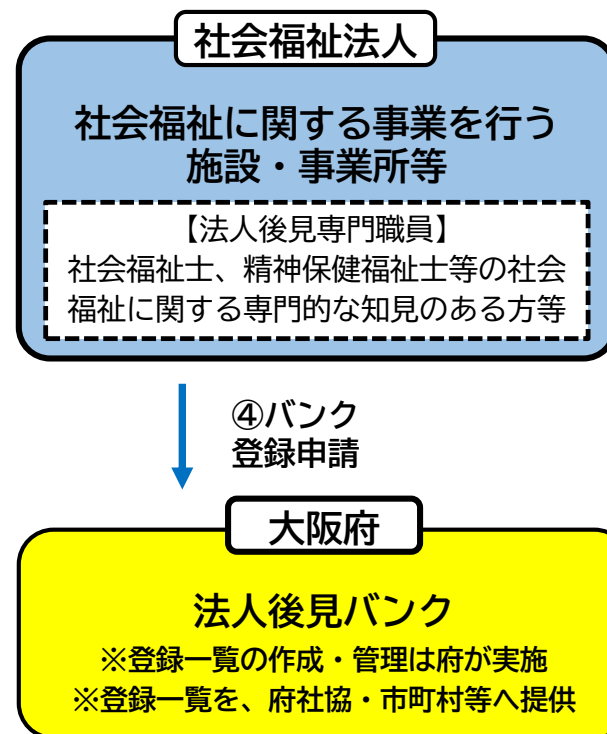 社会福祉法人
社会福祉に関する事業を行う
施設・事業所等
【法人後見専門職員】
社会福祉士、精神保健福祉士等の社会
福祉に関する専門的な知見のある方等
④バンク
登録申請
大阪府
法人後見バンク
※登録一覧の作成・管理は府が実施
※登録一覧を、府社協・市町村等へ提供